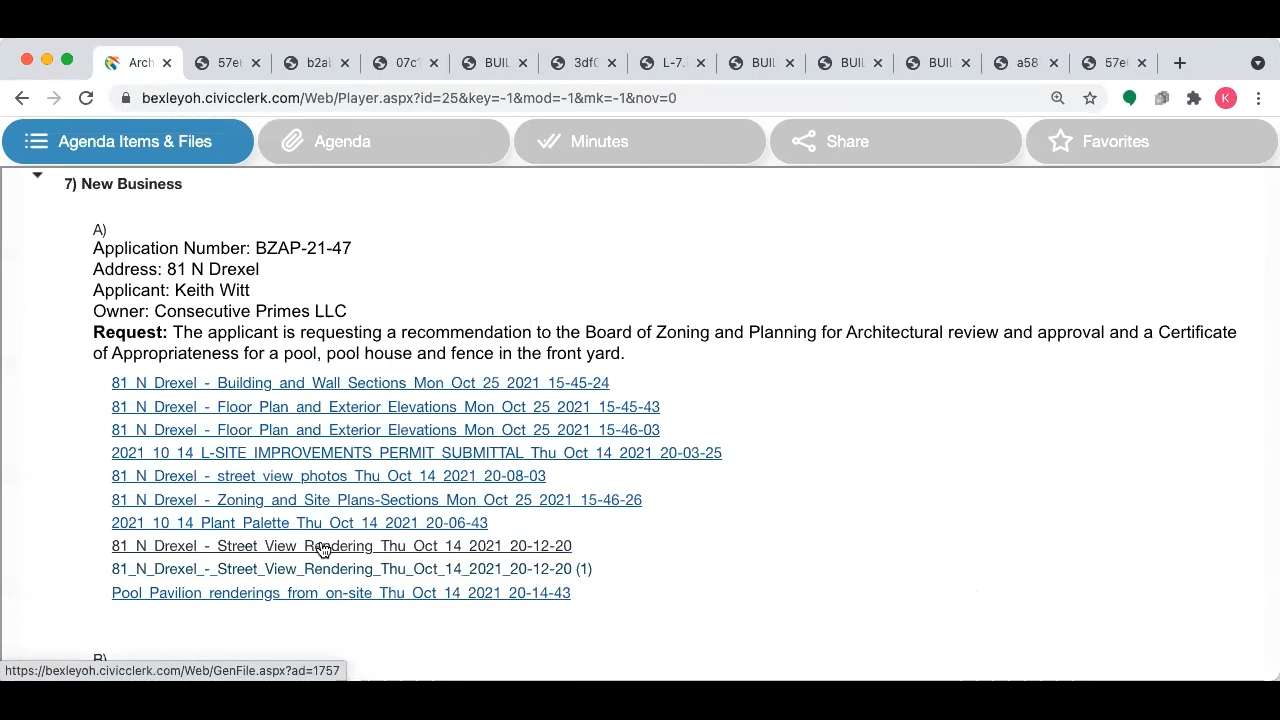 Arch
57e
b2a
07c
BUIL
3df
L-7.
BUIL
BUI
BUI
a58
57e
bexleyoh.civicclerk.com/Web/Player.aspx?id=25&key=-1&mod=-1&mk=-1&nov=0
K
Agenda Items & Files
Agenda
Minutes
Share
Favorites
7) New Business
A)
Application Number: BZAP-21-47
Address: 81 N Drexel
Applicant: Keith Witt
Owner: Consecutive Primes LLC
Request: The applicant is requesting a recommendation to the Board of Zoning and Planning for Architectural review and approval and a Certificate
of Appropriateness for a pool, pool house and fence in the front yard.
81_N_Drexel_-_Building_and_Wall_Sections_Mon_Oct_25_2021_15-45-24
81_N_Drexel_-_Floor_Plan_and_Exterior_Elevations_Mon_Oct_25_2021_15-45-43
81_N_Drexel_-_Floor_Plan_and_Exterior_Elevations_Mon_Oct_25_2021_15-46-03
2021_10_14_L-SITE_IMPROVEMENTS_PERMIT_SUBMITTAL_Thu_Oct_14_2021_20-03-25
81_N_Drexel_-_street_view_photos_Thu_Oct_14_2021_20-08-03
81_N_Drexel_-_Zoning_and_Site_Plans-Sections_Mon_Oct_25_2021_15-46-26
2021_10_14_Plant_Palette_Thu_Oct_14_2021_20-06-43
81_N_Drexel_-_Street_View_Rendering_Thu_Oct_14_2021_20-12-20
81_N_Drexel_-_Street_View_Rendering_Thu_Oct_14_2021_20-12-20 (1)
Pool_Pavilion_renderings_from_on-site_Thu_Oct_14_2021_20-14-43
B)
https://bexleyoh.civicclerk.com/Web/GenFile.aspx?ad=1757